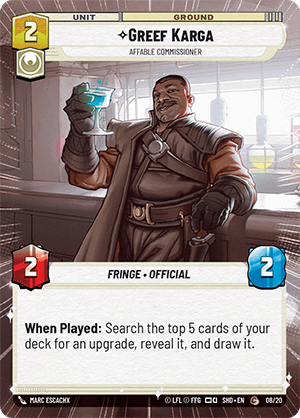 UNIT GROUND
2
✧GREEF KARGA
AFFABLE COMMISSIONER
2
2
FRINGE • OFFICIAL
When Played: Search the top 5 cards of your
deck for an upgrade, reveal it, and draw it.
MARC ESCACHX © LFL © FFG SHD • EN C 08/20